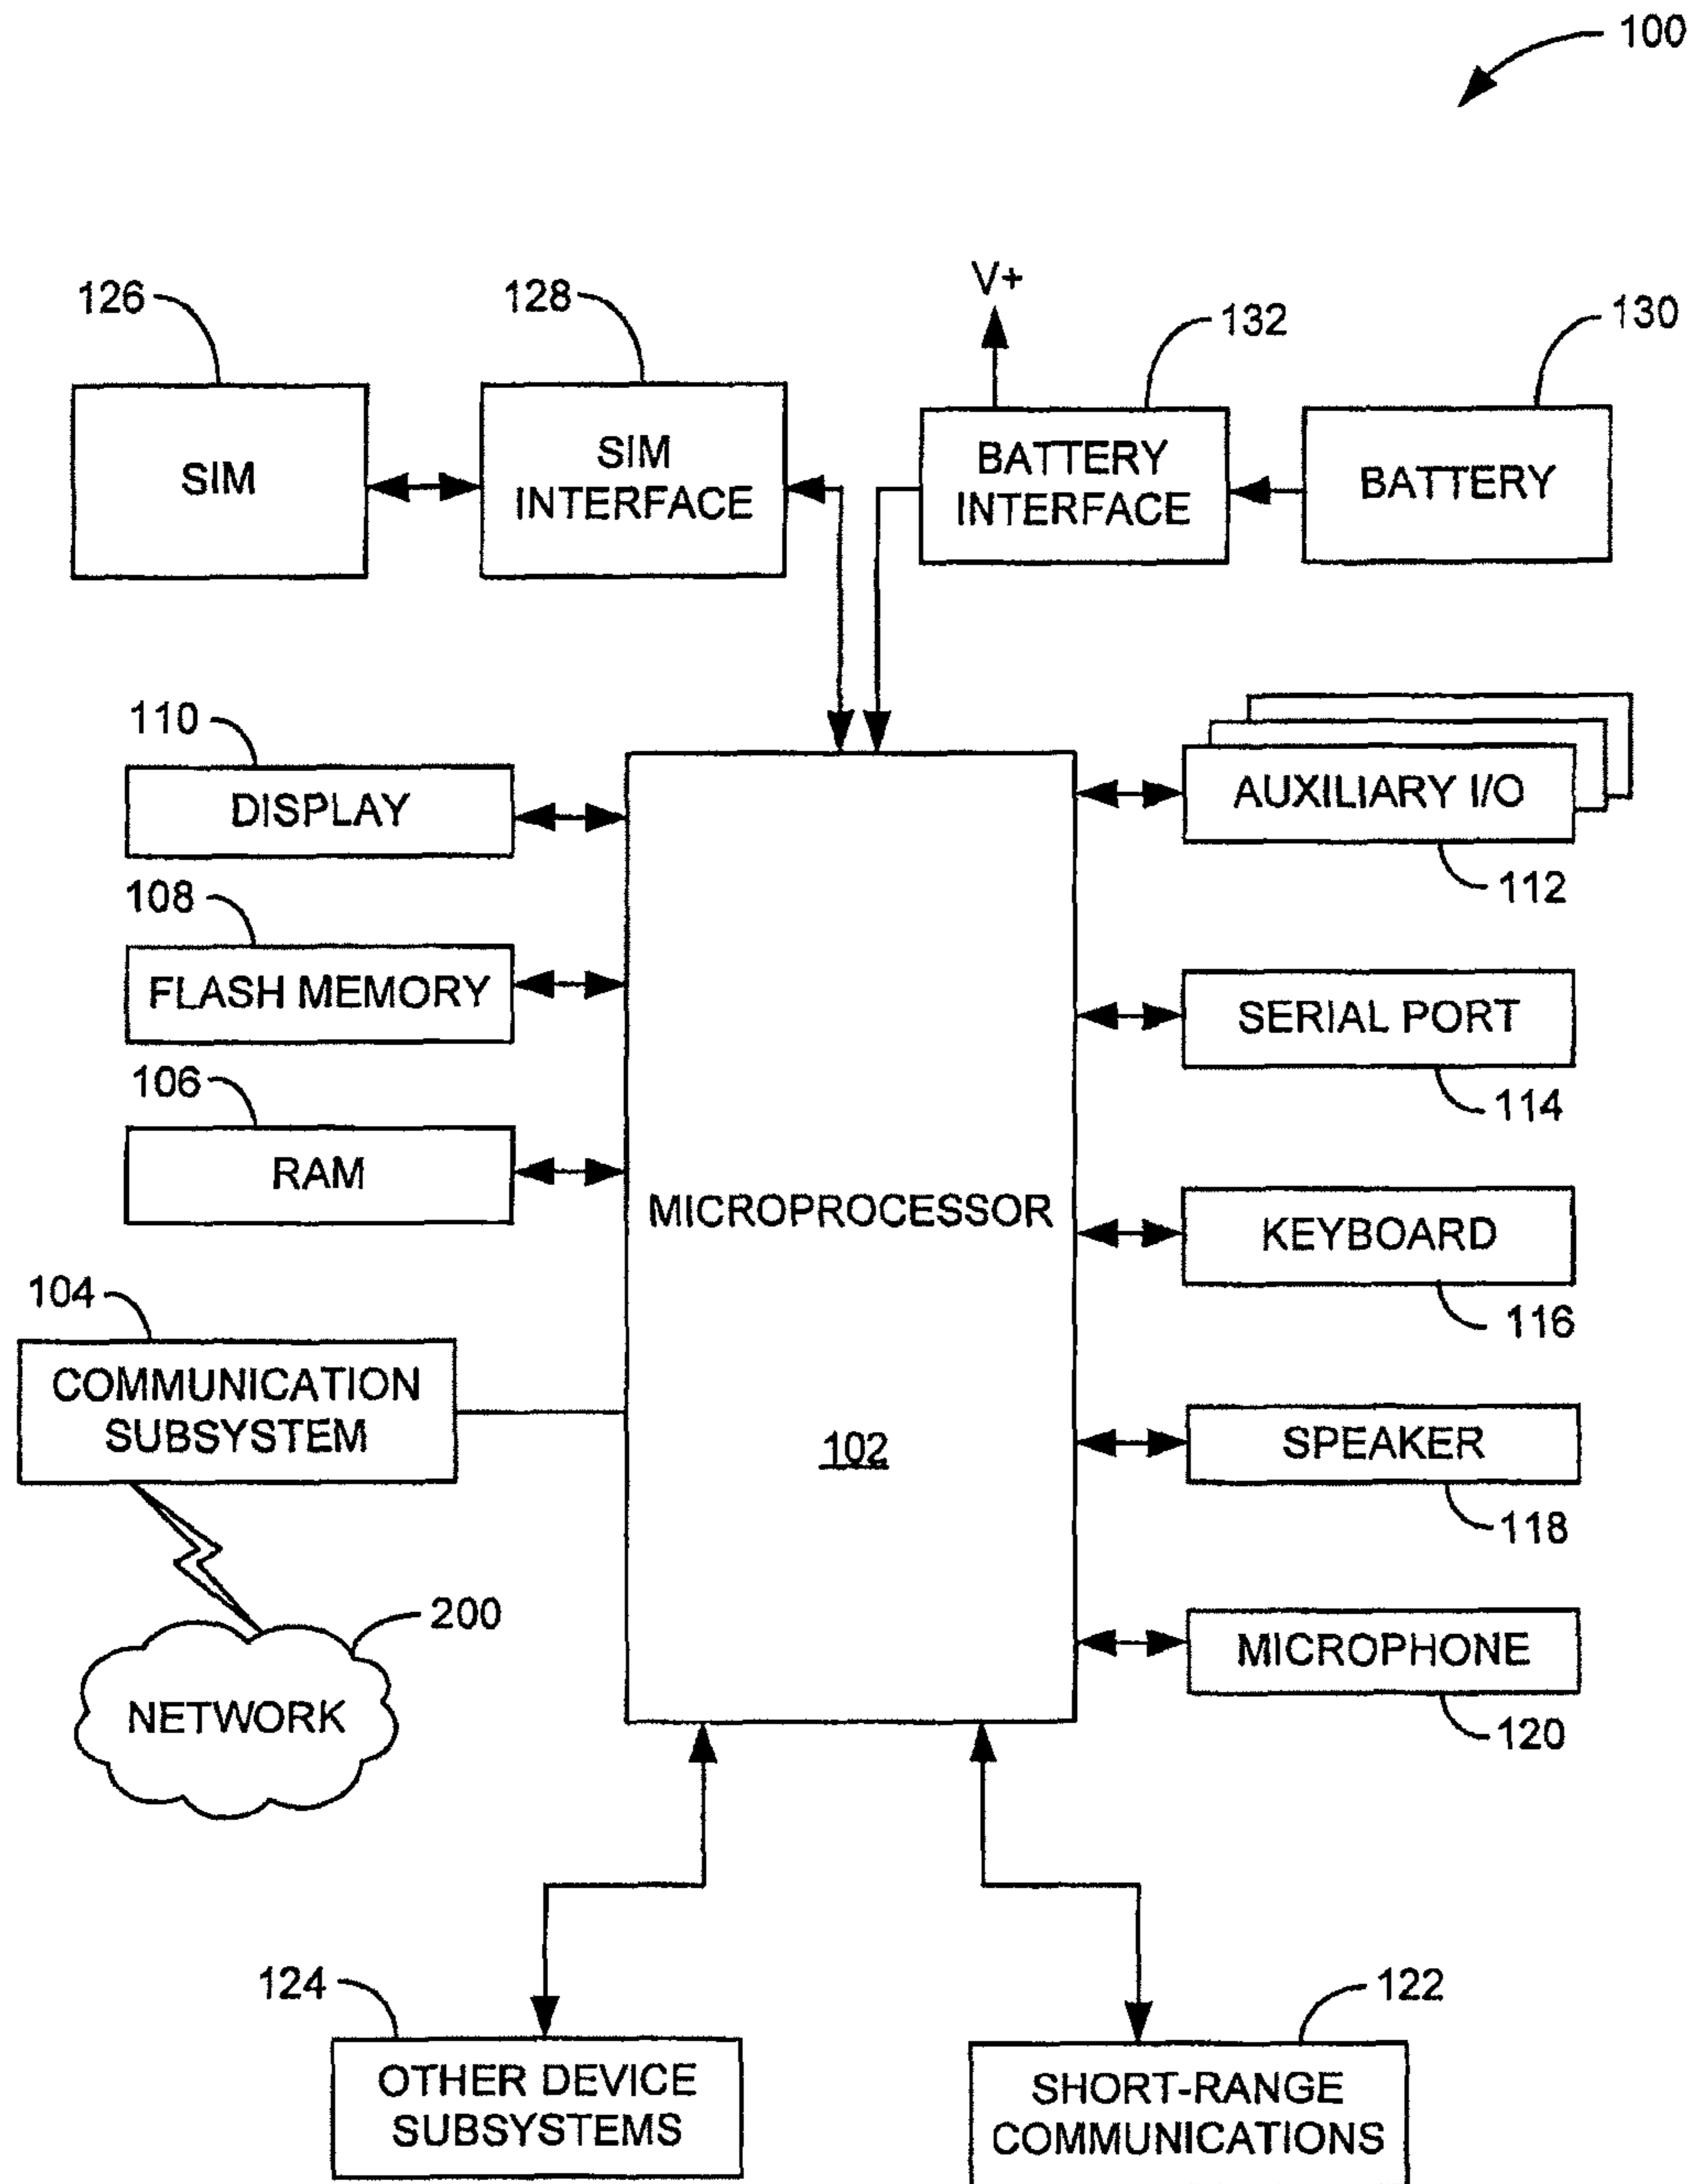 100
V+
126
128
132
130
SIM
SIM
INTERFACE
BATTERY
INTERFACE
BATTERY
110
DISPLAY
AUXILIARY I/O
112
108
FLASH MEMORY
SERIAL PORT
114
106
RAM
MICROPROCESSOR
102
KEYBOARD
116
104
COMMUNICATION
SUBSYSTEM
SPEAKER
118
200
NETWORK
MICROPHONE
120
124
OTHER DEVICE
SUBSYSTEMS
122
SHORT-RANGE
COMMUNICATIONS